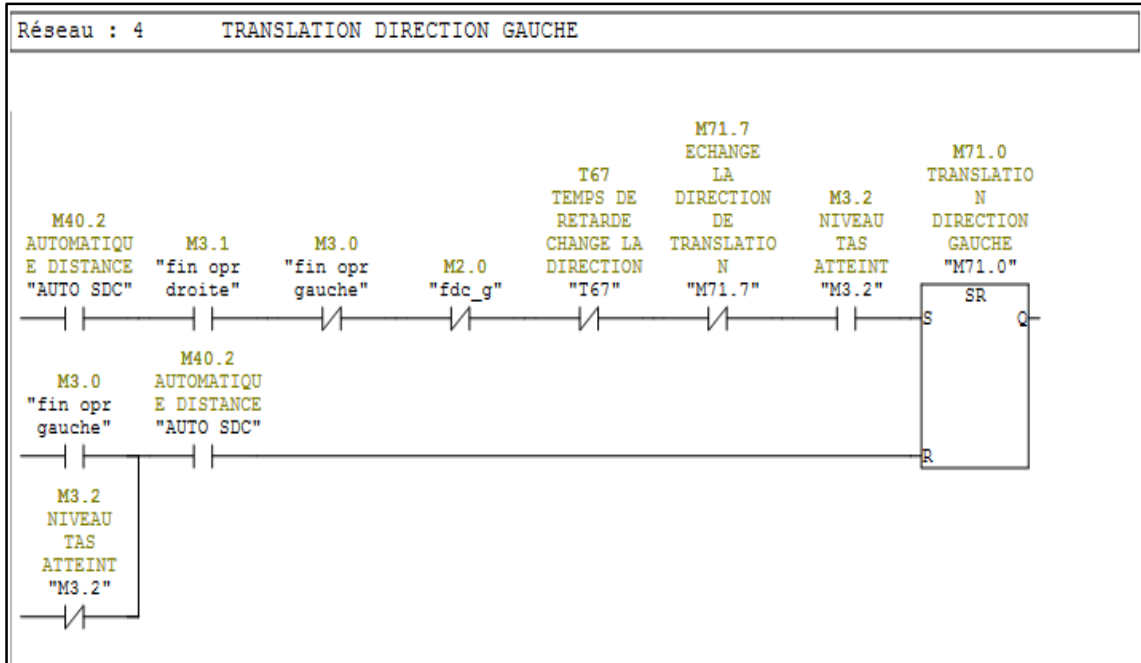 Réseau : 4 TRANSLATION DIRECTION GAUCHE
M40.2
AUTOMATIQU
E DISTANCE
"AUTO SDC"
M3.1
"fin opr
droite"
M3.0
"fin opr
gauche"
M2.0
"fdc_g"
T67
TEMPS DE
RETARDE
CHANGE LA
DIRECTION
"T67"
M71.7
ECHANGE
LA
DIRECTION
DE
TRANSLATIO
N
"M71.7"
M3.2
NIVEAU
TAS
ATTEINT
"M3.2"
M71.0
TRANSLATIO
N
DIRECTION
GAUCHE
"M71.0"
SR
S Q
M3.0
"fin opr
gauche"
M40.2
AUTOMATIQU
E DISTANCE
"AUTO SDC"
R
M3.2
NIVEAU
TAS
ATTEINT
"M3.2"